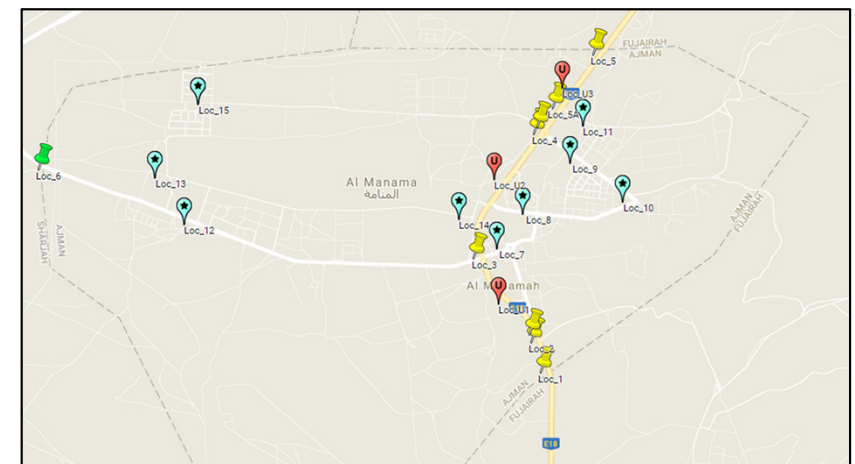 FUJAIRAH
AJMAN
Loc_5
U
Loc_U3
Loc_15
Loc_5A
Loc_11
Loc_4
U
Loc_9
Loc_6
Loc_13
Al Manama
المنامة
Loc_U2
Loc_10
Loc_14
Loc_8
Loc_12
AJMAN
SHARJAH
AJMAN
FUJAIRAH
Loc_7
Loc_3
U
Loc_U1
Loc_2
Loc_1
AJMAN
FUJAIRAH
E18